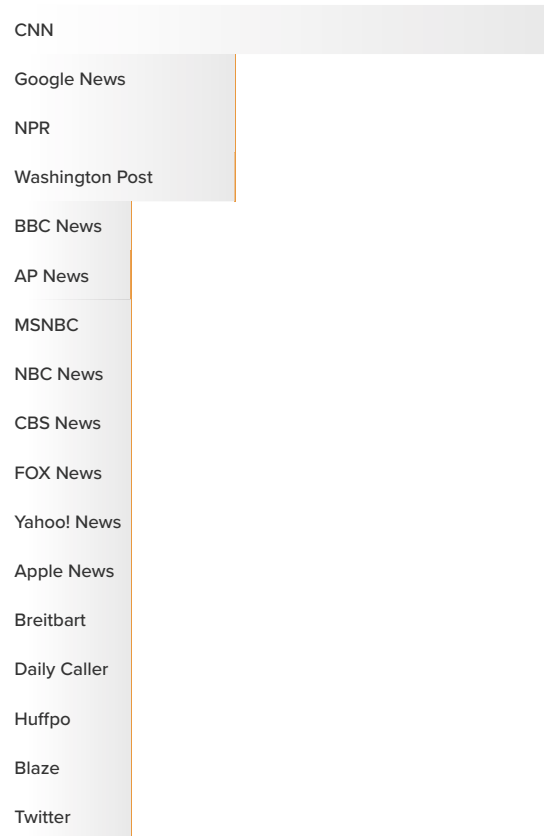 CNN
Google News
NPR
Washington Post
BBC News
AP News
MSNBC
NBC News
CBS News
FOX News
Yahoo! News
Apple News
Breitbart
Daily Caller
Huffpo
Blaze
Twitter